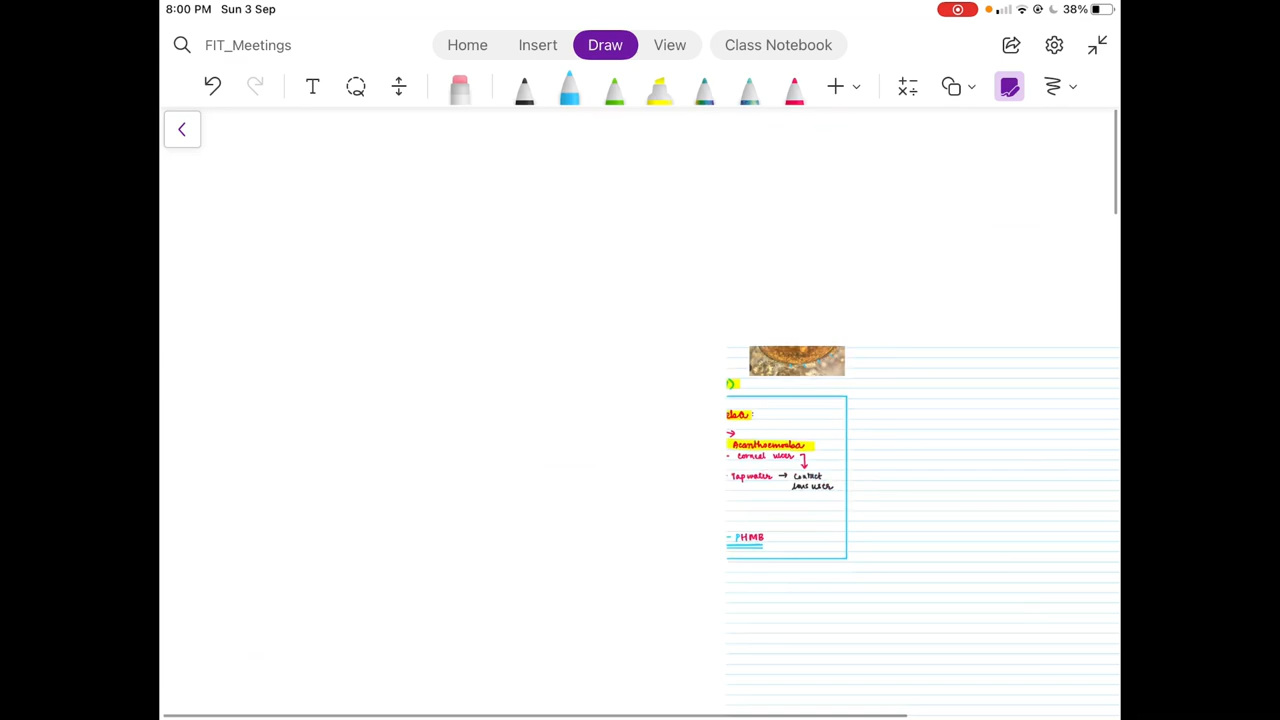 8:00 PM Sun 3 Sep
38%
FIT_Meetings
Home Insert Draw View Class Notebook
T
Acanthamoeba
- corneal ulcer
Tap water → contact
lens user
- PHMB